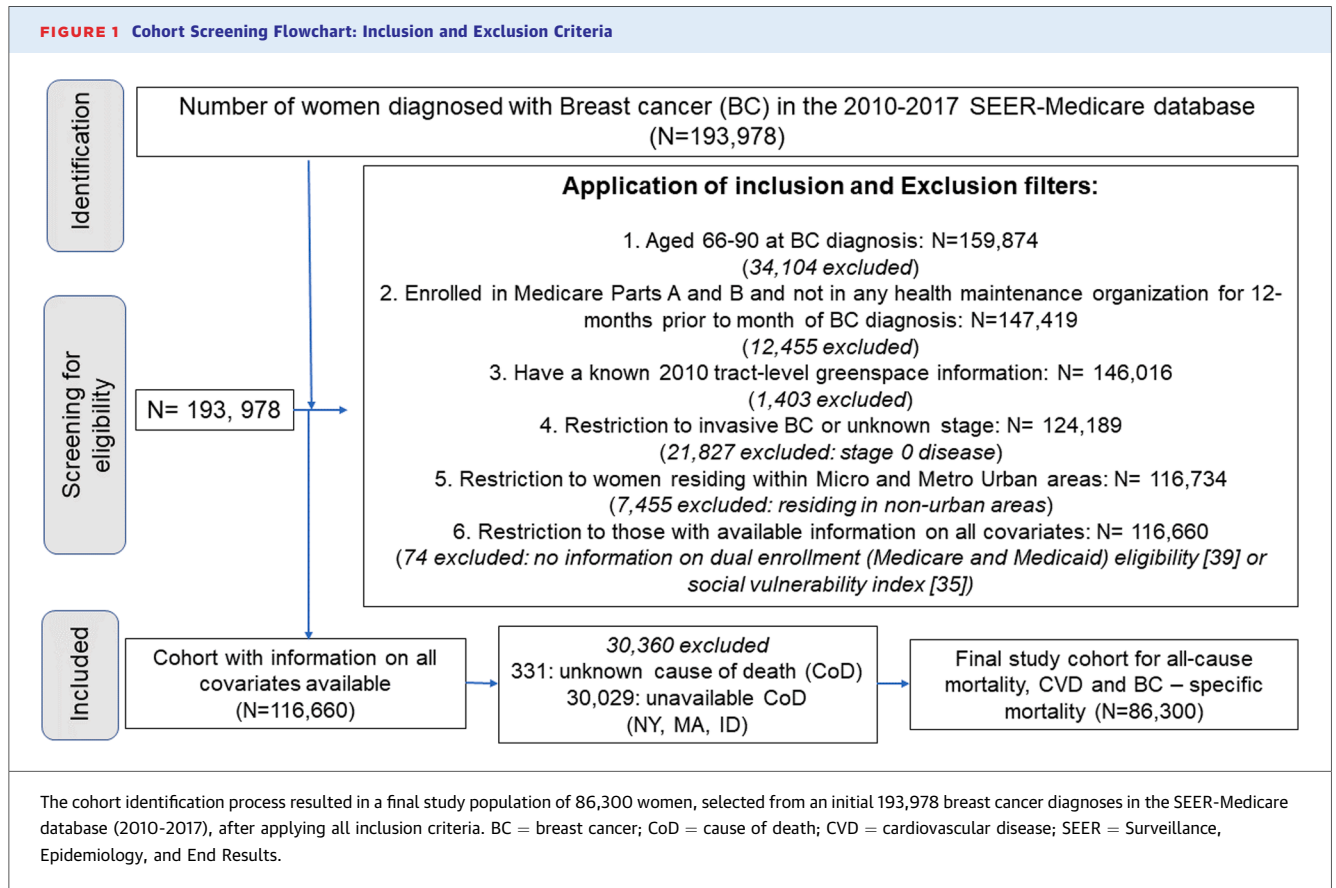 FIGURE 1 Cohort Screening Flowchart: Inclusion and Exclusion Criteria
Identification
Number of women diagnosed with Breast cancer (BC) in the 2010-2017 SEER-Medicare database
(N=193,978)
Application of inclusion and Exclusion filters:
1. Aged 66-90 at BC diagnosis: N=159,874
(34,104 excluded)
2. Enrolled in Medicare Parts A and B and not in any health maintenance organization for 12-
months prior to month of BC diagnosis: N=147,419
(12,455 excluded)
3. Have a known 2010 tract-level greenspace information: N= 146,016
(1,403 excluded)
4. Restriction to invasive BC or unknown stage: N= 124,189
(21,827 excluded: stage 0 disease)
5. Restriction to women residing within Micro and Metro Urban areas: N= 116,734
(7,455 excluded: residing in non-urban areas)
6. Restriction to those with available information on all covariates: N= 116,660
(74 excluded: no information on dual enrollment (Medicare and Medicaid) eligibility [39] or
social vulnerability index [35])
Screening for
eligibility
N= 193, 978
Included
Cohort with information on all
covariates available
(N=116,660)
30,360 excluded
331: unknown cause of death (CoD)
30,029: unavailable CoD
(NY, MA, ID)
Final study cohort for all-cause
mortality, CVD and BC – specific
mortality (N=86,300)
The cohort identification process resulted in a final study population of 86,300 women, selected from an initial 193,978 breast cancer diagnoses in the SEER-Medicare
database (2010-2017), after applying all inclusion criteria. BC = breast cancer; CoD = cause of death; CVD = cardiovascular disease; SEER = Surveillance,
Epidemiology, and End Results.